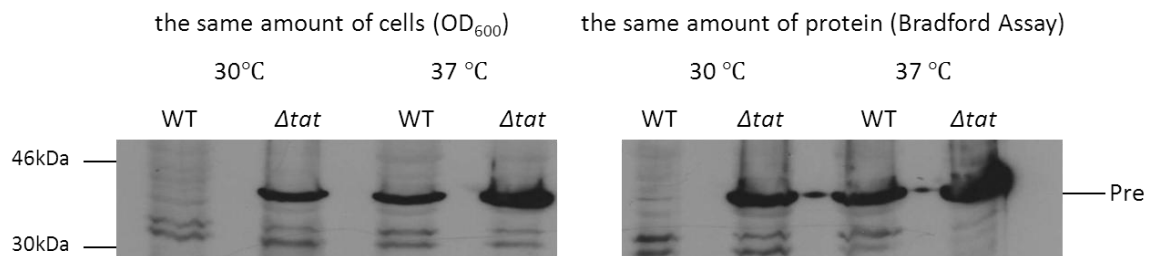 the same amount of cells (OD600) the same amount of protein (Bradford Assay)
30°C 37 °C 30 °C 37 °C
WT Δtat WT Δtat WT Δtat WT Δtat
46kDa
Pre
30kDa